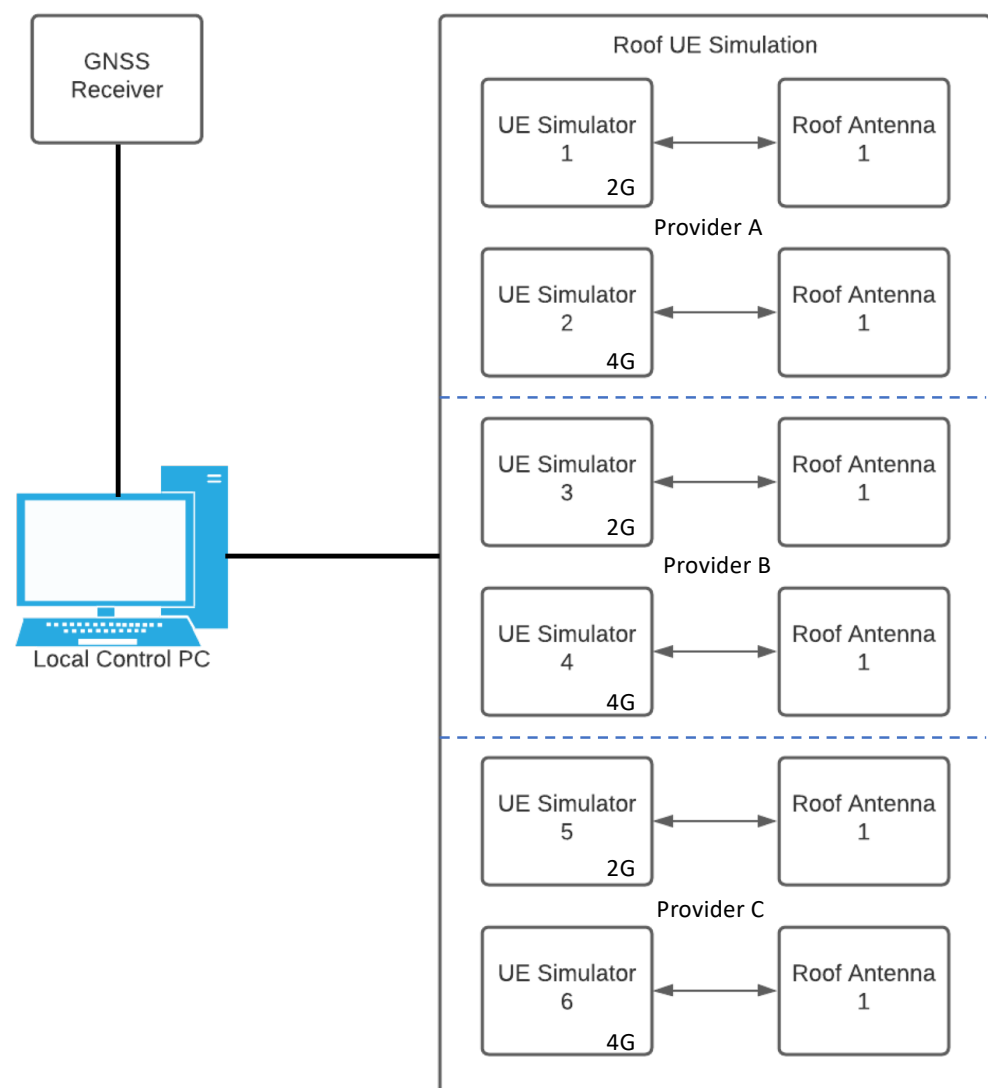 GNSS
Receiver
Roof UE Simulation
UE Simulator
1
2G
Roof Antenna
1
Provider A
UE Simulator
2
4G
Roof Antenna
1
UE Simulator
3
2G
Roof Antenna
1
Provider B
UE Simulator
4
4G
Roof Antenna
1
Local Control PC
UE Simulator
5
2G
Roof Antenna
1
Provider C
UE Simulator
6
4G
Roof Antenna
1